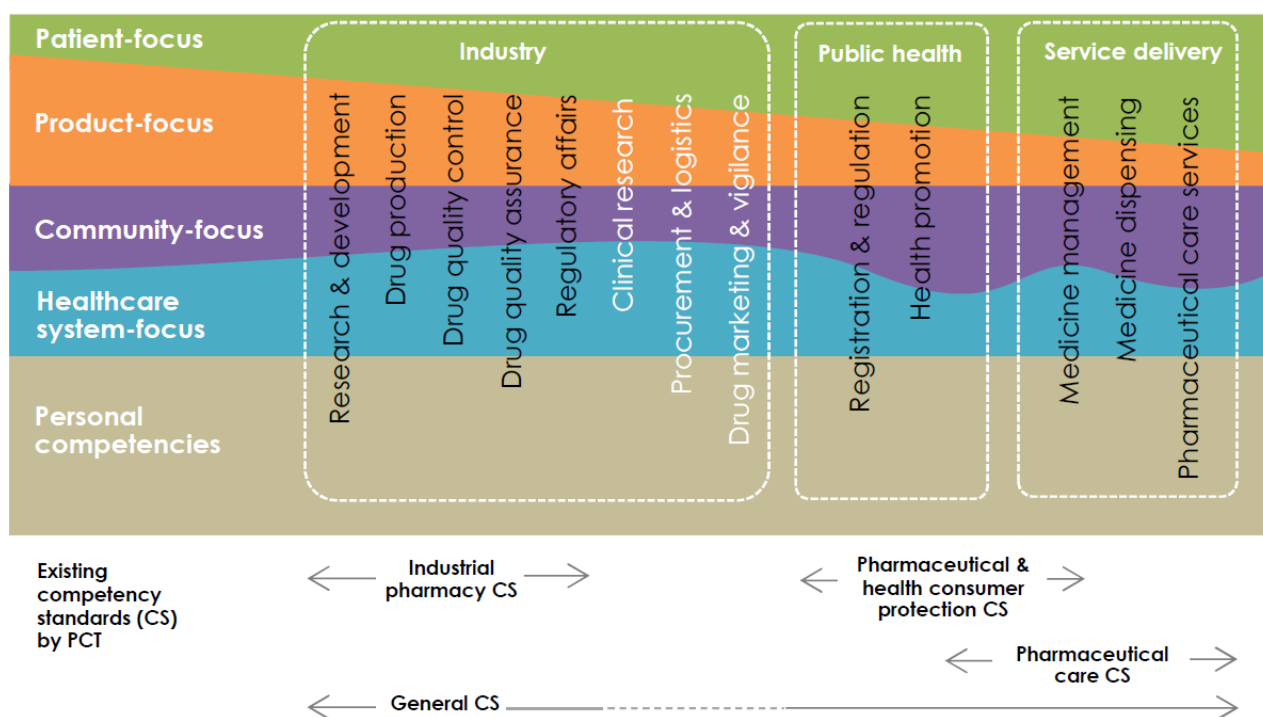 Patient-focus
Product-focus
Community-focus
Healthcare
system-focus
Personal
competencies
Industry
Research & development
Drug production
Drug quality control
Drug quality assurance
Regulatory affairs
Clinical research
Procurement & logistics
Drug marketing & vigilance
Public health
Registration & regulation
Health promotion
Service delivery
Medicine management
Medicine dispensing
Pharmaceutical care services
Existing
competency
standards (CS)
by PCT
Industrial
pharmacy CS
Pharmaceutical &
health consumer
protection CS
Pharmaceutical
care CS
General CS